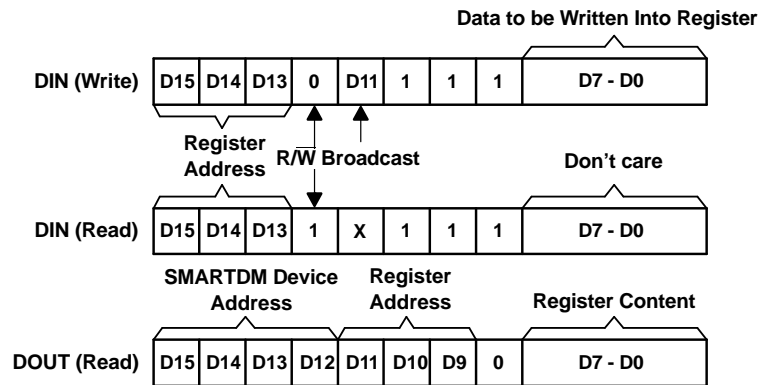 Data to be Written Into Register
DIN (Write) D15 D14 D13 0 D11 1 1 1 D7 - D0
Register
Address
R/W̅ Broadcast
Don't care
DIN (Read) D15 D14 D13 1 X 1 1 1 D7 - D0
SMARTDM Device
Address
Register
Address
Register Content
DOUT (Read) D15 D14 D13 D12 D11 D10 D9 0 D7 - D0